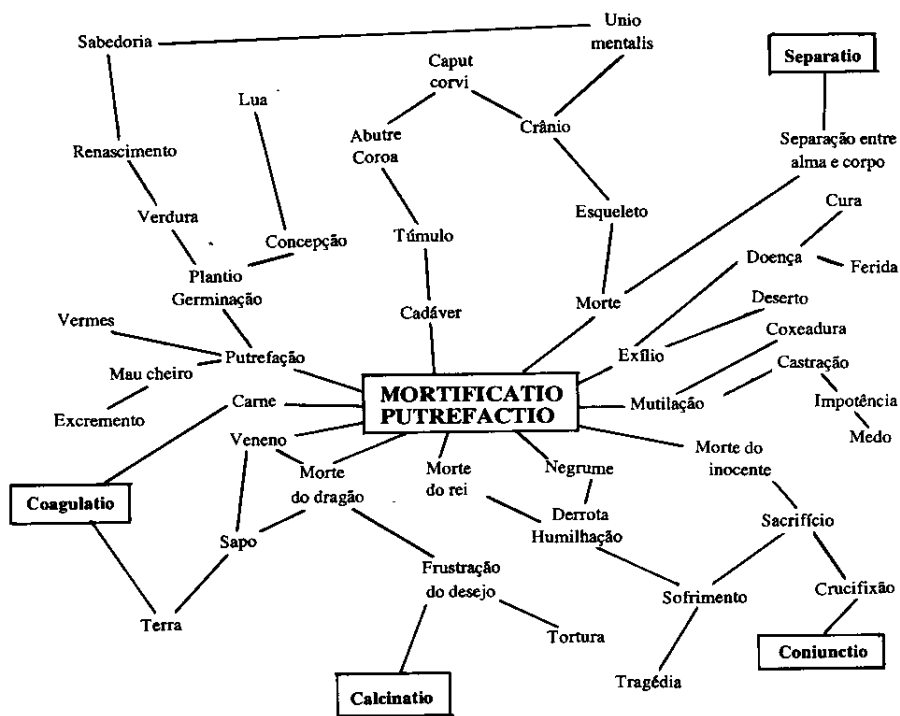 Sabedoria
Unio
mentalis
Caput
corvi
Separatio
Lua
Crânio
Abutre
Coroa
Renascimento
Separação entre
alma e corpo
Verdura
Concepção
Túmulo
Esqueleto
Cura
Doença
Ferida
Plantio
Germinação
Vermes
Cadáver
Morte
Deserto
Putrefação
Exílio
Coxeadura
Mau cheiro
Castração
MORTIFICATIO
PUTREFACTIO
Carne
Mutilação
Impotência
Excremento
Medo
Veneno
Morte
do dragão
Morte
do rei
Negrume
Morte do
inocente
Coagulatio
Derrota
Humilhação
Sacrifício
Sapo
Frustração
do desejo
Sofrimento
Crucifixão
Terra
Tortura
Coniunctio
Calcinatio
Tragédia